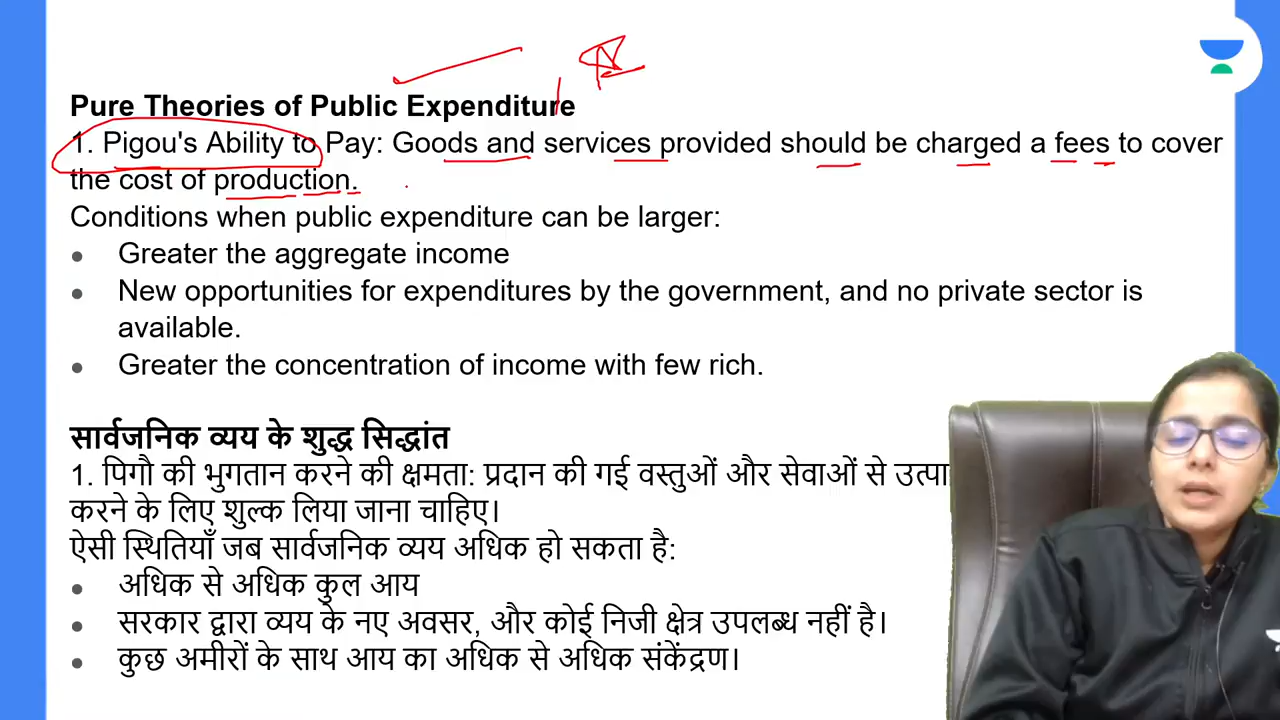 Pure Theories of Public Expenditure
1. Pigou's Ability to Pay: Goods and services provided should be charged a fees to cover
the cost of production.
Conditions when public expenditure can be larger:
● Greater the aggregate income
● New opportunities for expenditures by the government, and no private sector is
available.
● Greater the concentration of income with few rich.
सार्वजनिक व्यय के शुद्ध सिद्धांत
1. पिगौ की भुगतान करने की क्षमता: प्रदान की गई वस्तुओं और सेवाओं से उत्पा
करने के लिए शुल्क लिया जाना चाहिए।
ऐसी स्थितियाँ जब सार्वजनिक व्यय अधिक हो सकता है:
● अधिक से अधिक कुल आय
● सरकार द्वारा व्यय के नए अवसर, और कोई निजी क्षेत्र उपलब्ध नहीं है।
● कुछ अमीरों के साथ आय का अधिक से अधिक संकेंद्रण।